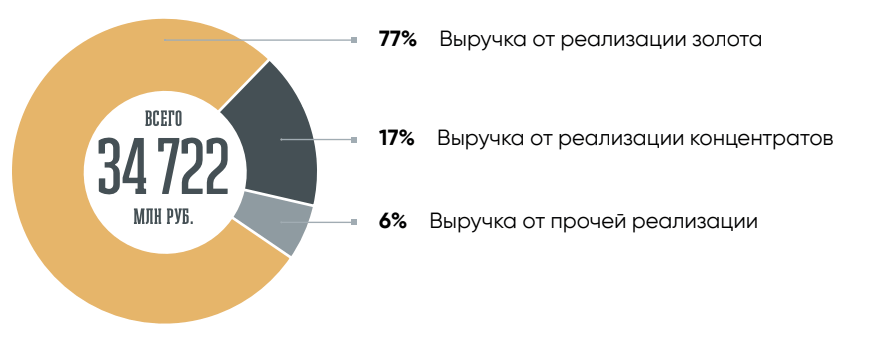 77% Выручка от реализации золота
ВСЕГО
34 722
МЛН РУБ.
17% Выручка от реализации концентратов
6% Выручка от прочей реализации